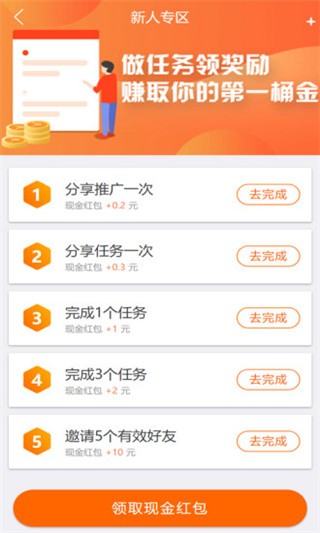 新人专区
做任务领奖励
赚取你的第一桶金
1
分享推广一次
现金红包 +0.2 元
去完成
2
分享任务一次
现金红包 +0.3 元
去完成
3
完成1个任务
现金红包 +1 元
去完成
4
完成3个任务
现金红包 +2 元
去完成
5
邀请5个有效好友
现金红包 +10 元
去完成
领取现金红包